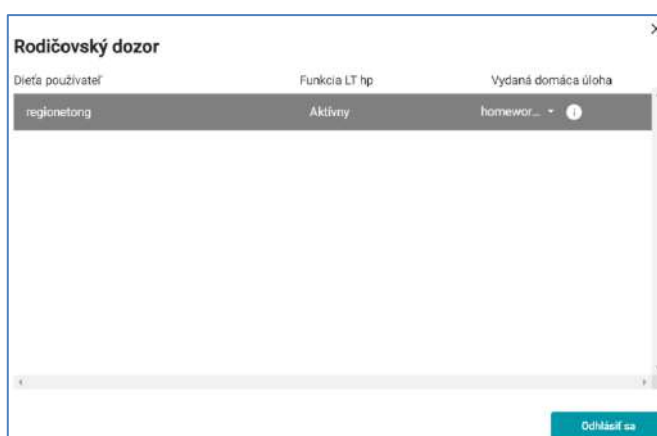 Rodičovský dozor
Dieťa používateľ Funkcia LT hp Vydaná domáca úloha
regionetong Aktívny homewor...
Odhlásiť sa